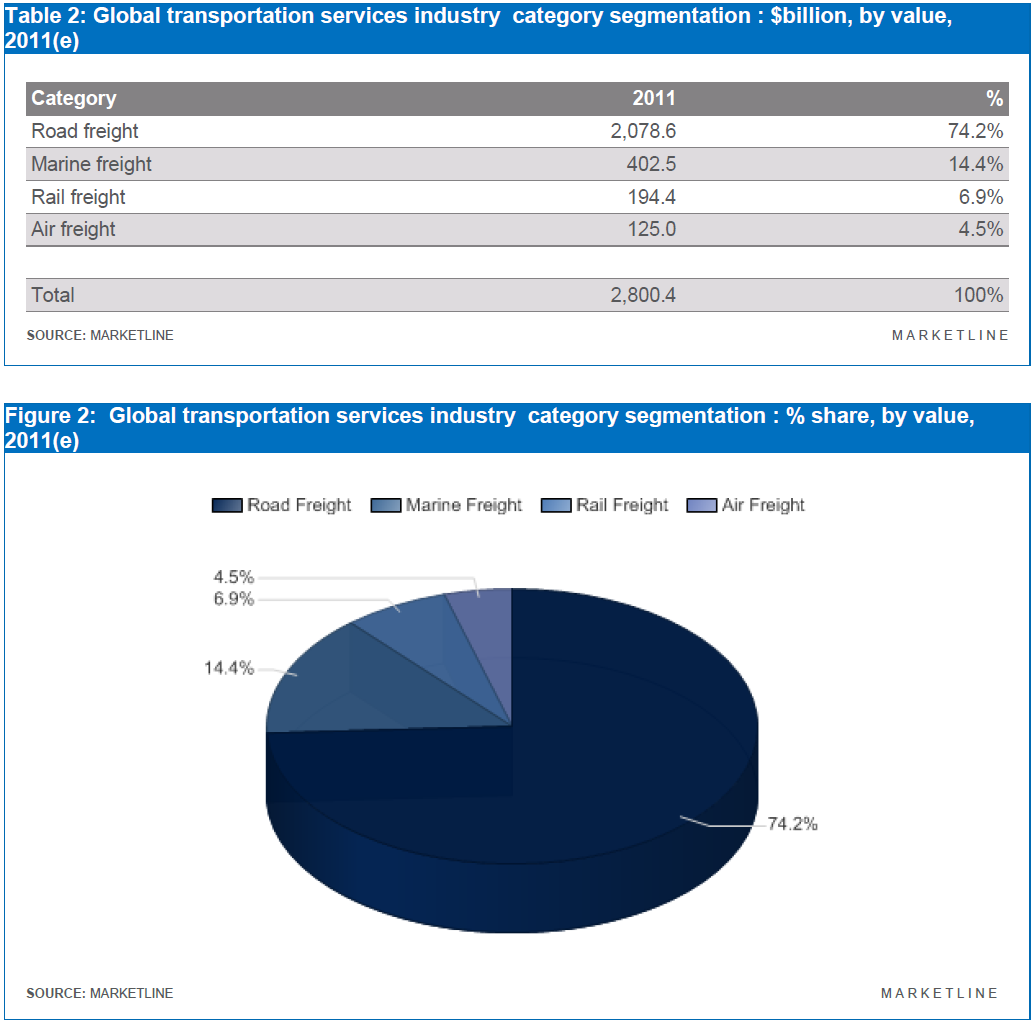 Table 2: Global transportation services industry  category segmentation : $billion, by value,
2011(e)
Category 2011 %
Road freight 2,078.6 74.2%
Marine freight 402.5 14.4%
Rail freight 194.4 6.9%
Air freight 125.0 4.5%
Total 2,800.4 100%
SOURCE: MARKETLINE MARKETLINE
Figure 2:  Global transportation services industry  category segmentation : % share, by value,
2011(e)
Road Freight Marine Freight Rail Freight Air Freight
4.5%
6.9%
14.4%
74.2%
SOURCE: MARKETLINE MARKETLINE